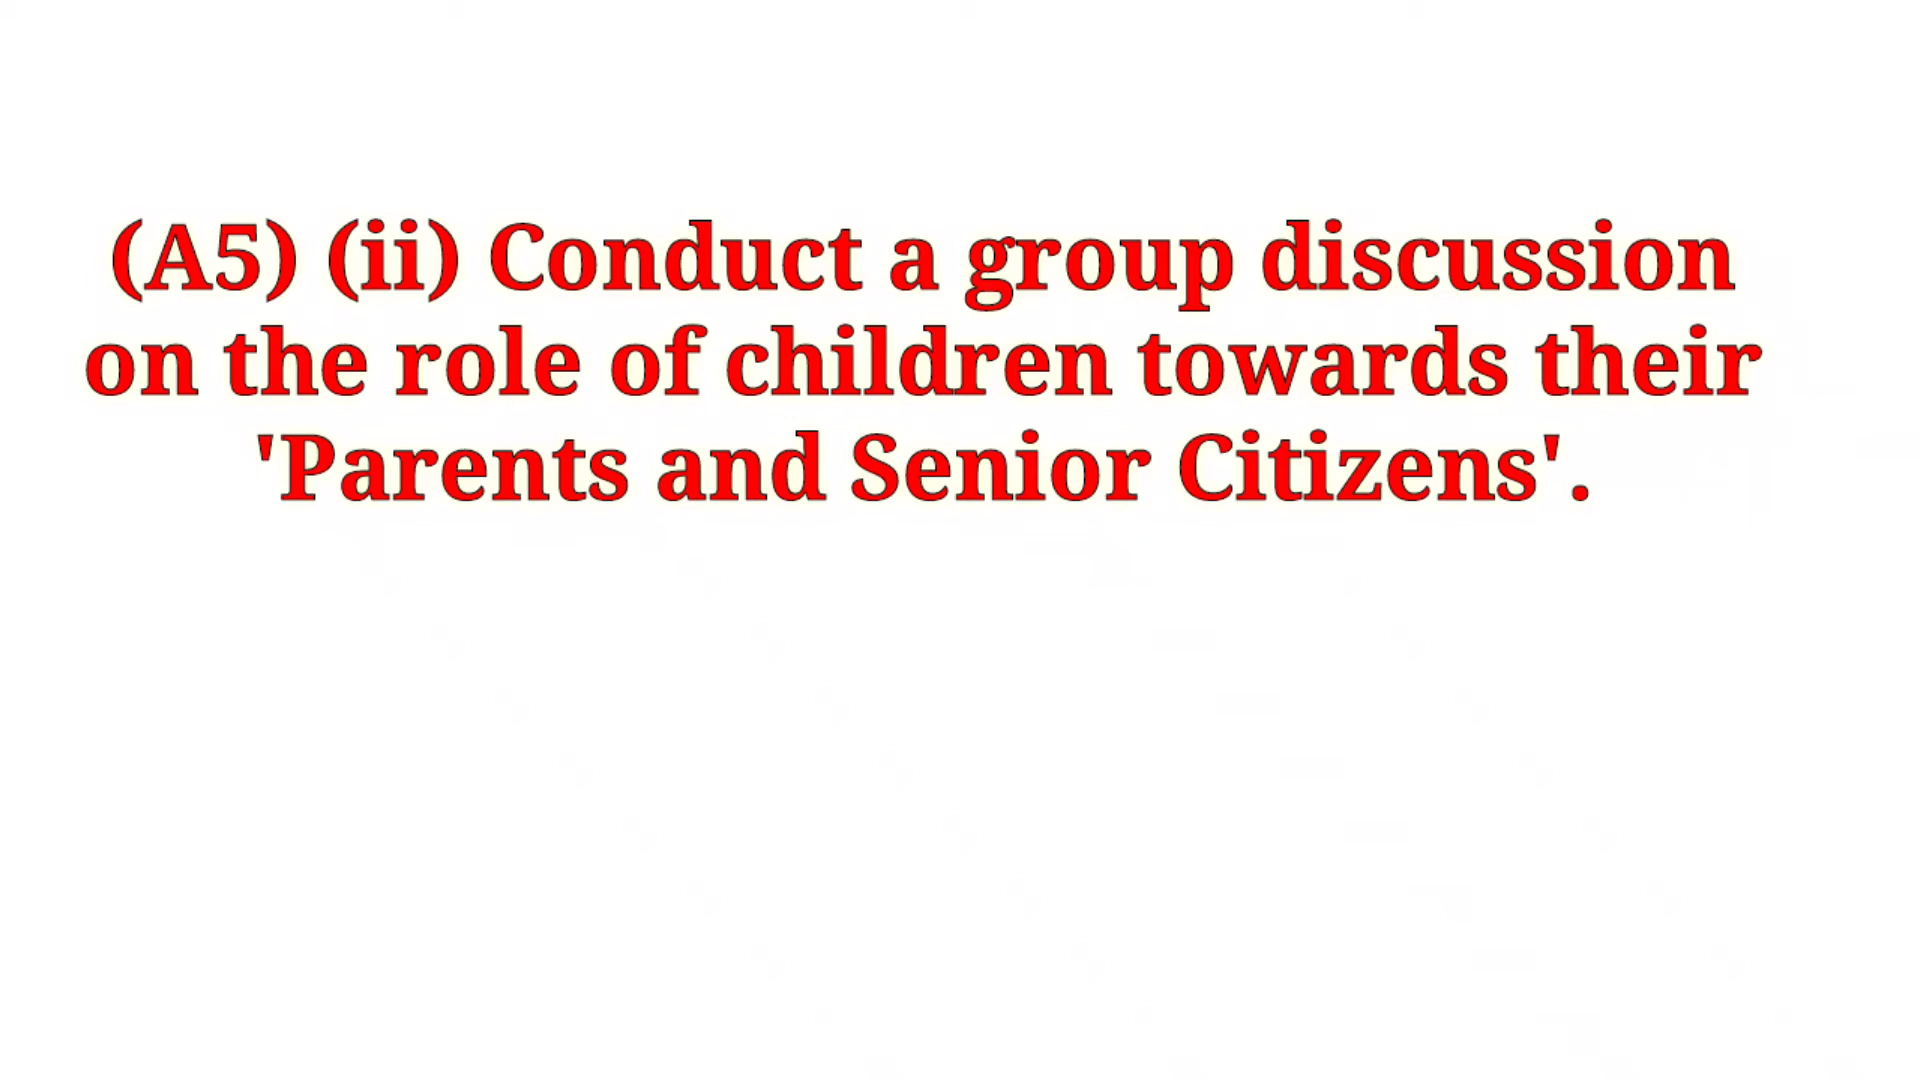 (A5) (ii) Conduct a group discussion
on the role of children towards their
'Parents and Senior Citizens'.